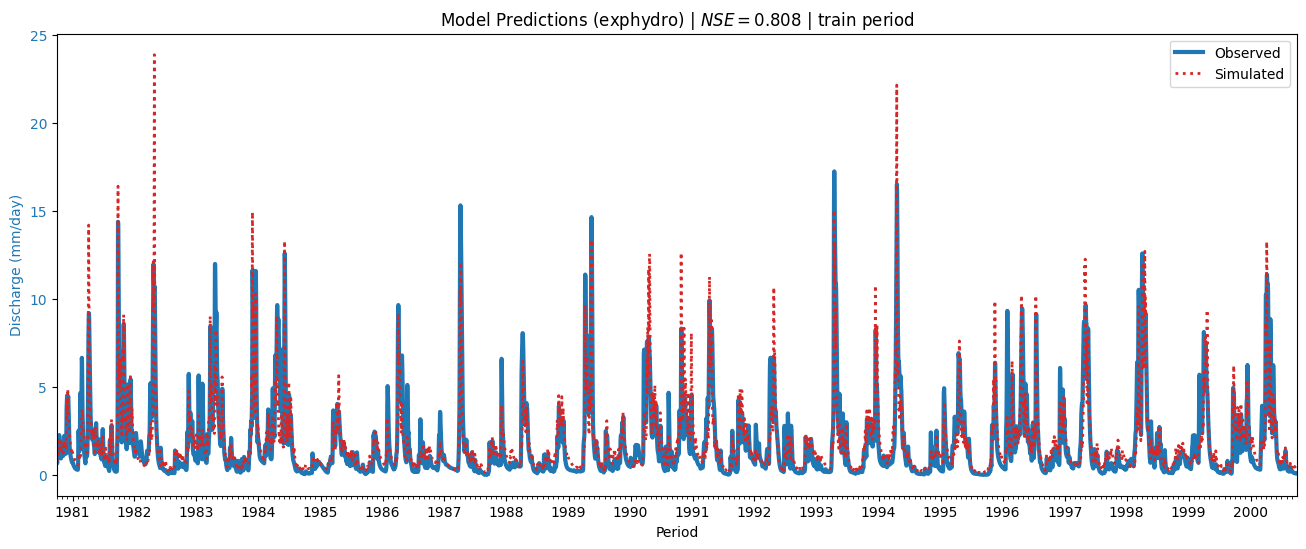 Model Predictions (exphydro) | NSE = 0.808 | train period
25
20
15
10
5
0
Discharge (mm/day)
Observed
Simulated
1981 1982 1983 1984 1985 1986 1987 1988 1989 1990 1991 1992 1993 1994 1995 1996 1997 1998 1999 2000
Period